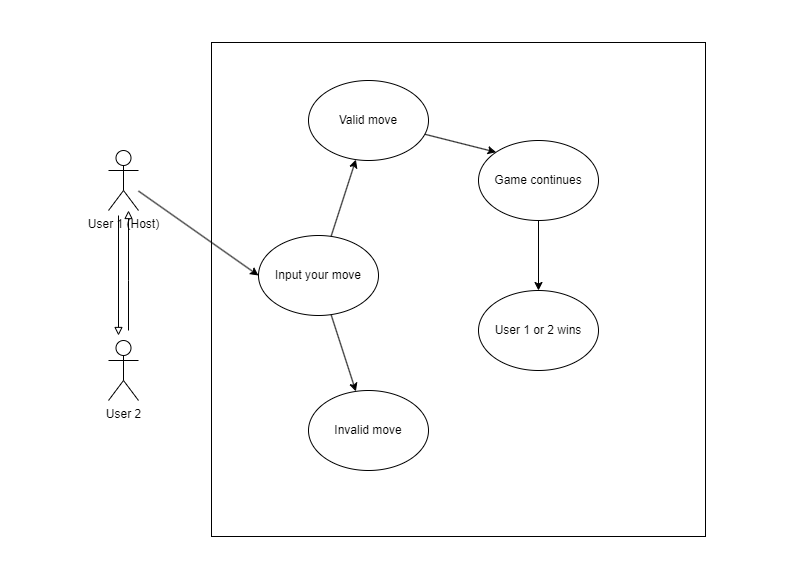 Valid move
Game continues
User 1 (Host)
Input your move
User 1 or 2 wins
User 2
Invalid move